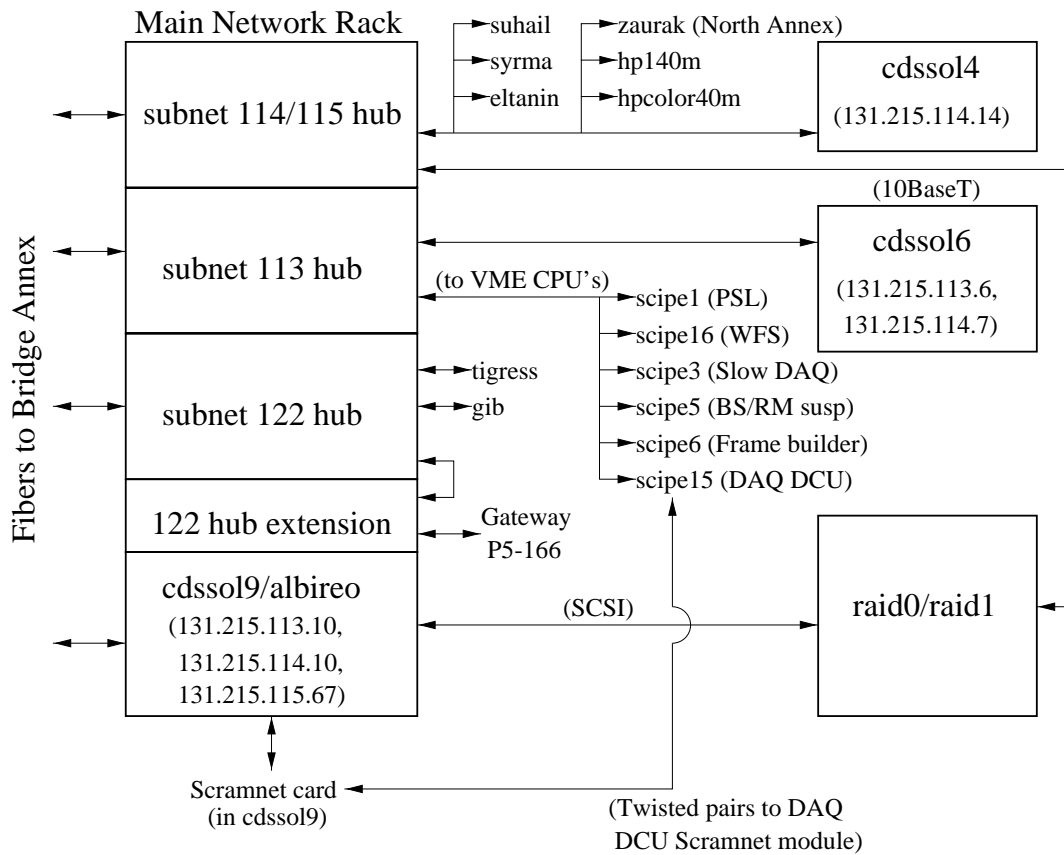 Main Network Rack
suhail
syrma
eltanin
zaurak (North Annex)
hp140m
hpcolor40m
cdssol4
(131.215.114.14)
subnet 114/115 hub
(10BaseT)
cdssol6
(131.215.113.6,
131.215.114.7)
subnet 113 hub
(to VME CPU's)
scipe1 (PSL)
scipe16 (WFS)
scipe3 (Slow DAQ)
scipe5 (BS/RM susp)
scipe6 (Frame builder)
scipe15 (DAQ DCU)
Fibers to Bridge Annex
subnet 122 hub
tigress
gib
122 hub extension
Gateway
P5-166
cdssol9/albireo
(131.215.113.10,
131.215.114.10,
131.215.115.67)
(SCSI)
raid0/raid1
Scramnet card
(in cdssol9)
(Twisted pairs to DAQ
DCU Scramnet module)